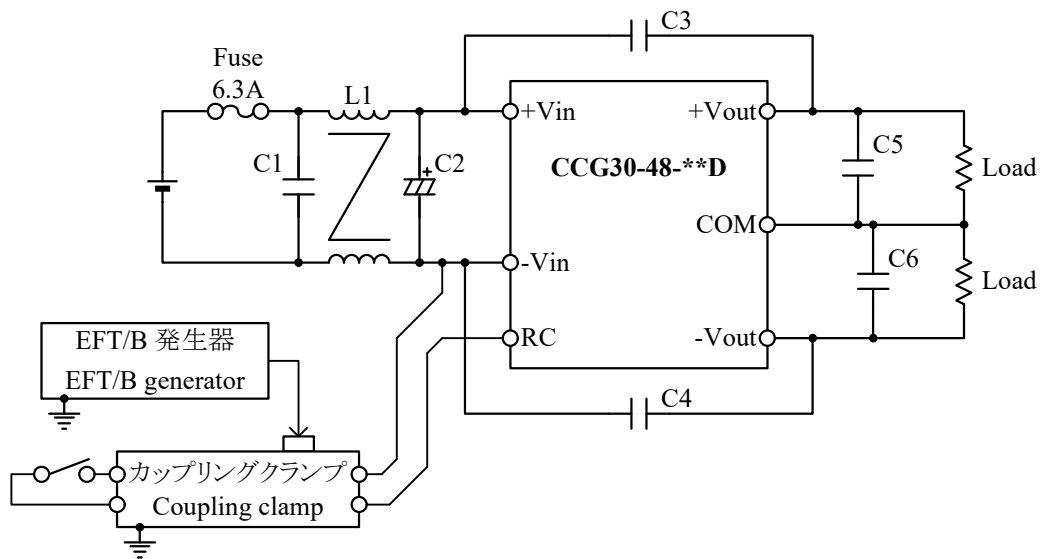 C3
Fuse
6.3A
L1
+Vin
+Vout
C1
C2
+
CCG30-48-**D
C5
Load
COM
-Vin
C6
Load
RC
-Vout
EFT/B 発生器
EFT/B generator
C4
カップリングクランプ
Coupling clamp